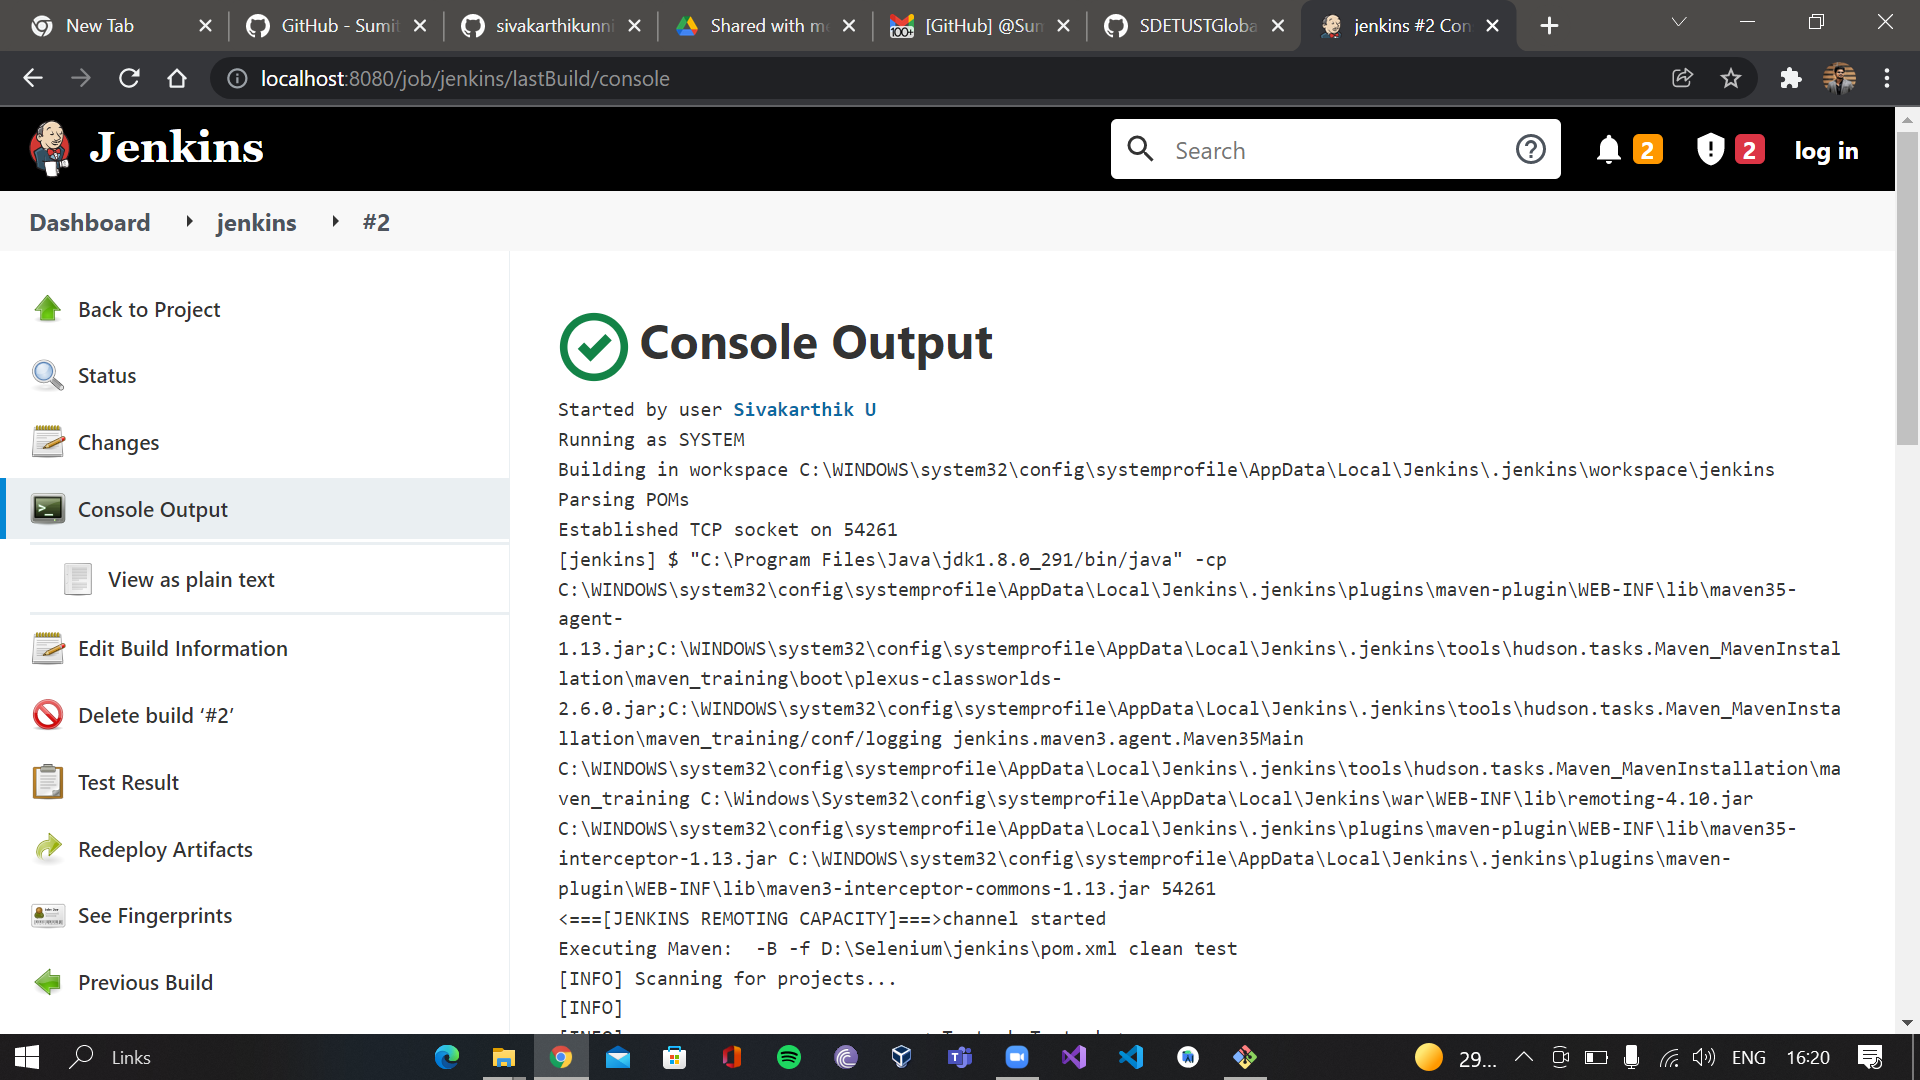 New Tab
GitHub - Sumit
sivakarthikunni
Shared with me
[GitHub] @Sum
SDETUSTGloba
jenkins #2 Con
localhost:8080/job/jenkins/lastBuild/console
Jenkins
Search
2
2
log in
Dashboard
jenkins
#2
Back to Project
Status
Changes
Console Output
View as plain text
Edit Build Information
Delete build ‘#2’
Test Result
Redeploy Artifacts
See Fingerprints
Previous Build
Console Output
Started by user Sivakarthik U
Running as SYSTEM
Building in workspace C:\WINDOWS\system32\config\systemprofile\AppData\Local\Jenkins\.jenkins\workspace\jenkins
Parsing POMs
Established TCP socket on 54261
[jenkins] $ "C:\Program Files\Java\jdk1.8.0_291/bin/java" -cp
C:\WINDOWS\system32\config\systemprofile\AppData\Local\Jenkins\.jenkins\plugins\maven-plugin\WEB-INF\lib\maven35-
agent-
1.13.jar;C:\WINDOWS\system32\config\systemprofile\AppData\Local\Jenkins\.jenkins\tools\hudson.tasks.Maven_MavenInstal
lation\maven_training\boot\plexus-classworlds-
2.6.0.jar;C:\WINDOWS\system32\config\systemprofile\AppData\Local\Jenkins\.jenkins\tools\hudson.tasks.Maven_MavenInsta
llation\maven_training/conf/logging jenkins.maven3.agent.Maven35Main
C:\WINDOWS\system32\config\systemprofile\AppData\Local\Jenkins\.jenkins\tools\hudson.tasks.Maven_MavenInstallation\ma
ven_training C:\Windows\System32\config\systemprofile\AppData\Local\Jenkins\war\WEB-INF\lib\remoting-4.10.jar
C:\WINDOWS\system32\config\systemprofile\AppData\Local\Jenkins\.jenkins\plugins\maven-plugin\WEB-INF\lib\maven35-
interceptor-1.13.jar C:\WINDOWS\system32\config\systemprofile\AppData\Local\Jenkins\.jenkins\plugins\maven-
plugin\WEB-INF\lib\maven3-interceptor-commons-1.13.jar 54261
<===[JENKINS REMOTING CAPACITY]===>channel started
Executing Maven:  -B -f D:\Selenium\jenkins\pom.xml clean test
[INFO] Scanning for projects...
[INFO]
Links
29...
ENG
16:20